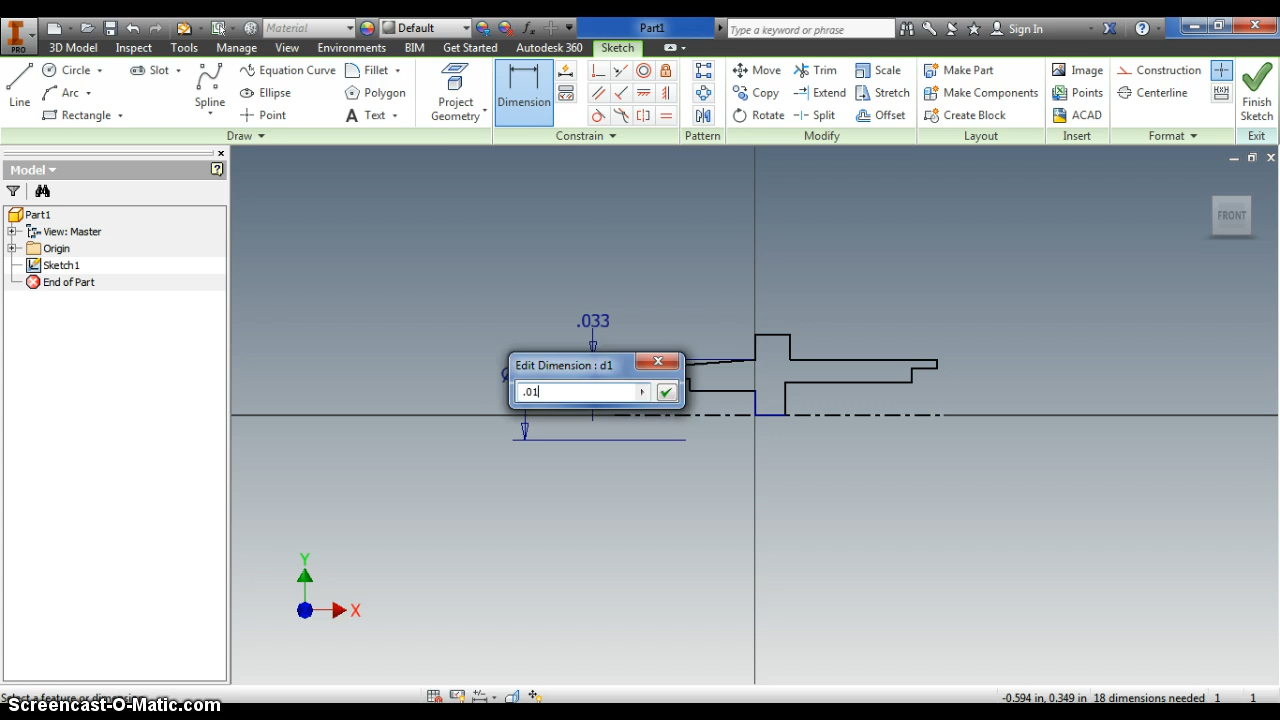 PRO
Material
Default
Part1
Type a keyword or phrase
Sign In
3D Model Inspect Tools Manage View Environments BIM Get Started Autodesk 360 Sketch
Line
Circle
Arc
Rectangle
Slot
Spline
Equation Curve
Ellipse
Point
Fillet
Polygon
Text
Project Geometry
Dimension
Move
Copy
Rotate
Trim
Extend
Split
Scale
Stretch
Offset
Make Part
Make Components
Create Block
Image
Points
ACAD
Construction
Centerline
Finish Sketch
Draw Constrain Pattern Modify Layout Insert Format Exit
Model
Part1
View: Master
Origin
Sketch1
End of Part
FRONT
.033
Edit Dimension : d1
.01
Y
X
Select a feature or dimension
-0.594 in, 0.349 in 18 dimensions needed 1 1
Screencast-O-Matic.com